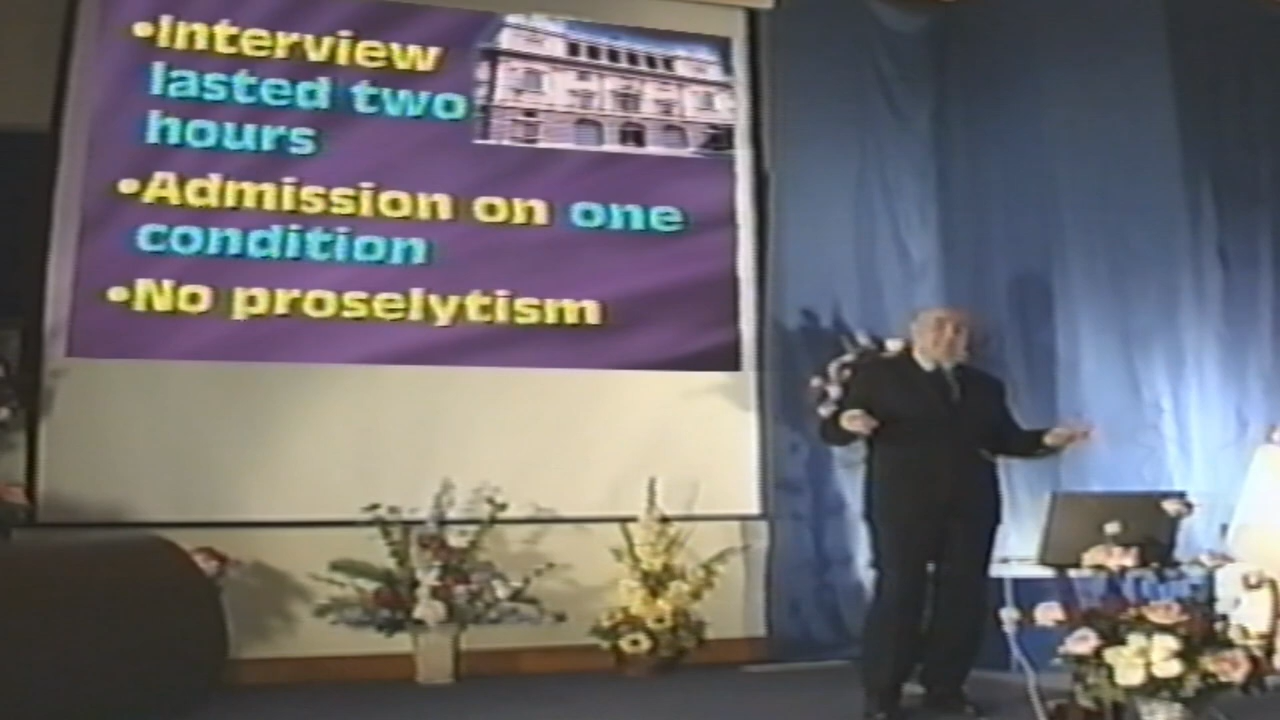 •Interview
lasted two
hours
•Admission on one
condition
•No proselytism